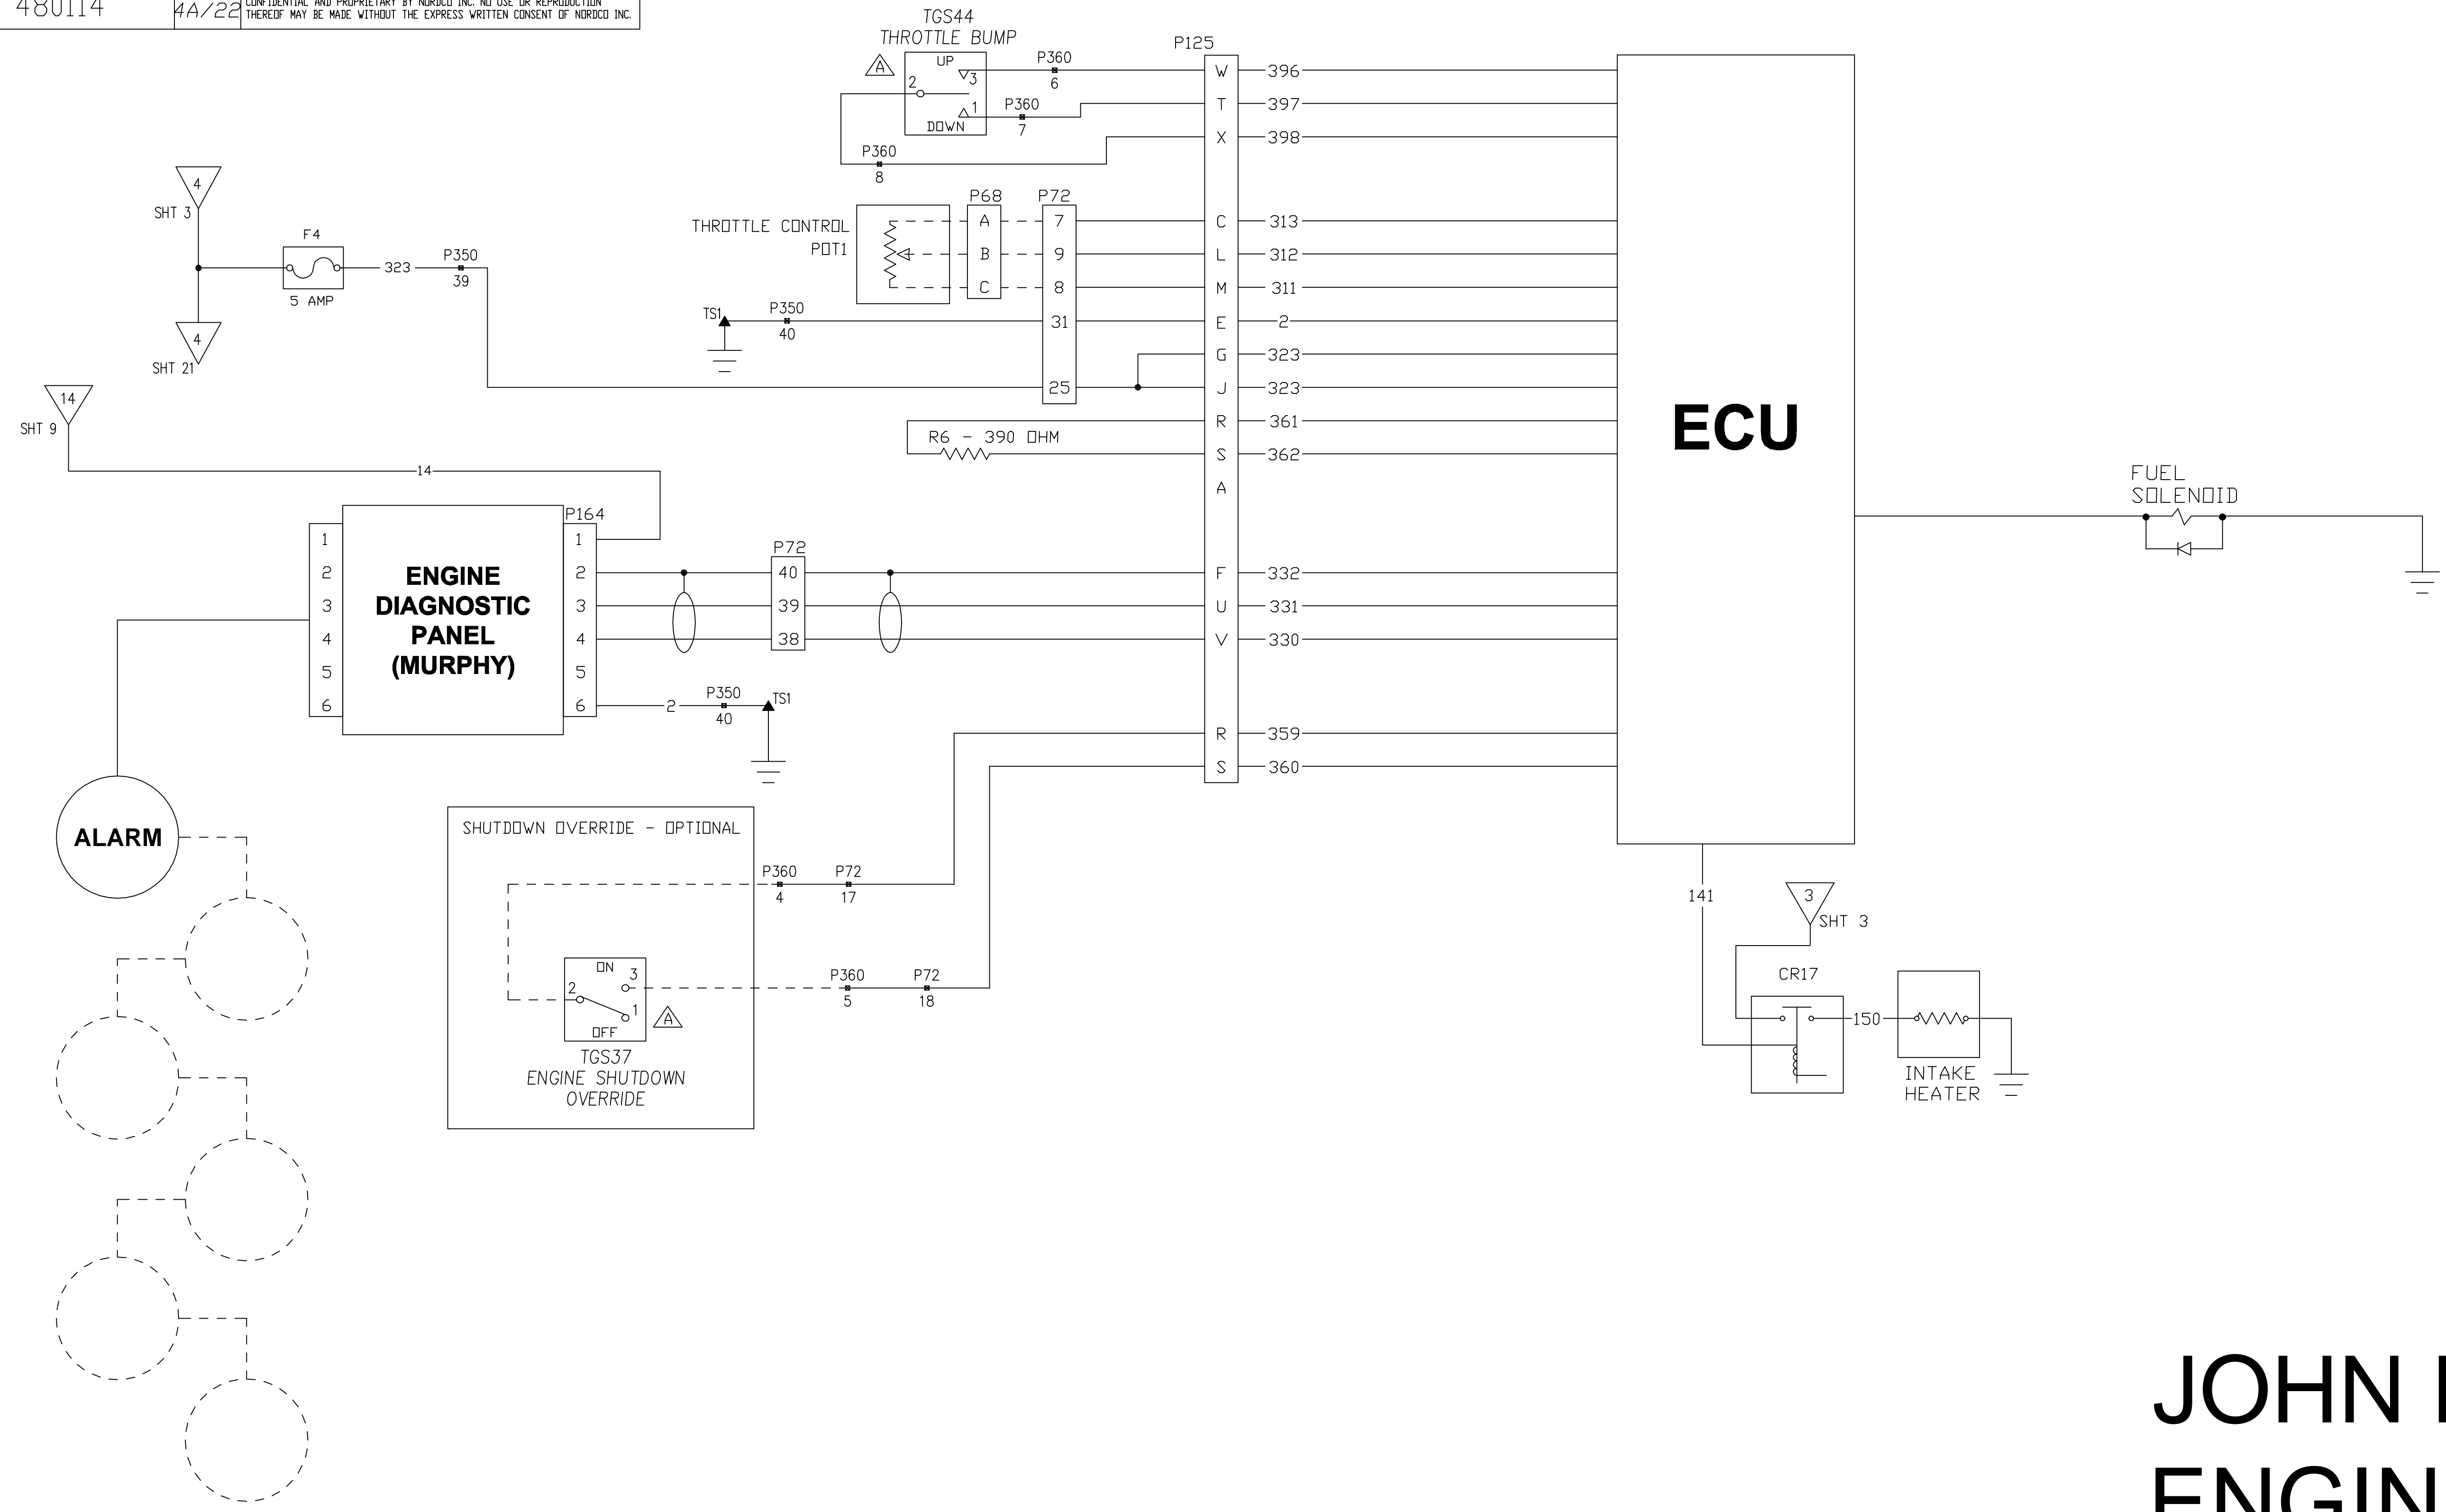 480114
4A/22
CONFIDENTIAL AND PROPRIETARY BY NORDCO INC. NO USE OR REPRODUCTION
THEREOF MAY BE MADE WITHOUT THE EXPRESS WRITTEN CONSENT OF NORDCO INC.
TGS44
THROTTLE BUMP
A
UP
2
3
1
DOWN
P360
6
P360
7
P360
8
P125
W 396
T 397
X 398
C 313
L 312
M 311
E 2
G 323
J 323
R 361
S 362
A
F 332
U 331
V 330
R 359
S 360
ECU
4
SHT 3
F4
5 AMP
323
P350
39
4
SHT 21
THROTTLE CONTROL
POT1
P68
A
B
C
P72
7
9
8
31
25
TS1
P350
40
14
SHT 9
14
R6 - 390 OHM
FUEL
SOLENOID
1
2
3
4
5
6
ENGINE
DIAGNOSTIC
PANEL
(MURPHY)
P164
1
2
3
4
5
6
P72
40
39
38
2
P350
40
TS1
ALARM
SHUTDOWN OVERRIDE - OPTIONAL
P360
4
P72
17
ON
3
2
1
OFF
A
TGS37
ENGINE SHUTDOWN
OVERRIDE
P360
5
P72
18
141
3
SHT 3
CR17
150
INTAKE
HEATER
JOHN
ENGIN